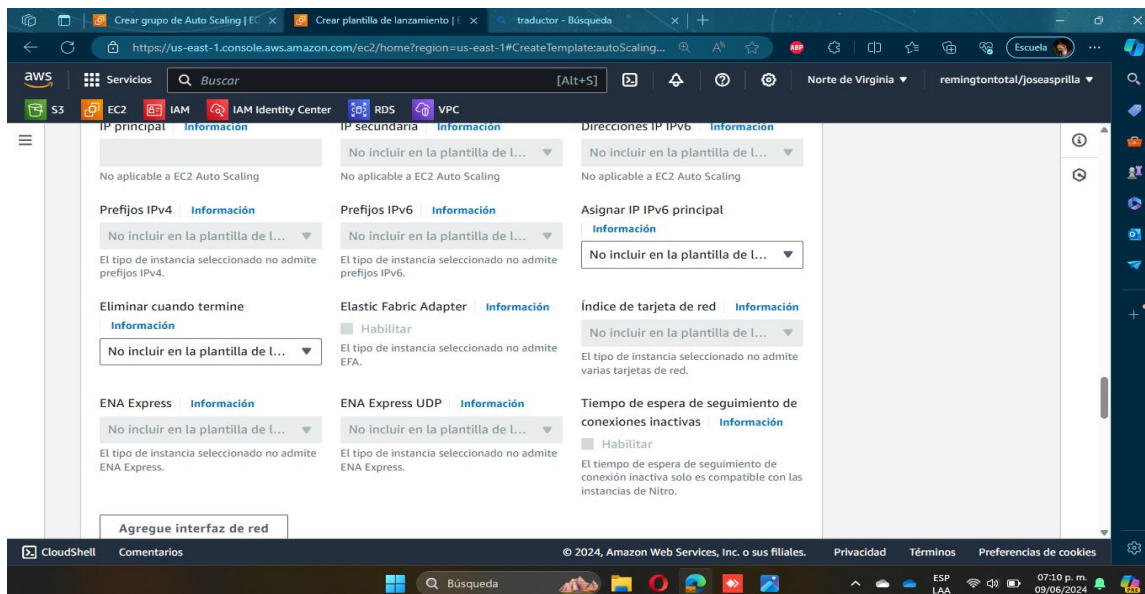 Crear grupo de Auto Scaling | EC
Crear plantilla de lanzamiento | E
traductor - Búsqueda
https://us-east-1.console.aws.amazon.com/ec2/home?region=us-east-1#CreateTemplate:autoScaling...
ABP
Escuela
aws
Servicios
Buscar
[Alt+S]
Norte de Virginia
remingtontotal/joseasprilla
S3
EC2
IAM
IAM Identity Center
RDS
VPC
IP principal Información
IP secundaria Información
Direcciones IP IPv6 Información
No incluir en la plantilla de l...
No incluir en la plantilla de l...
No aplicable a EC2 Auto Scaling
No aplicable a EC2 Auto Scaling
No aplicable a EC2 Auto Scaling
Prefijos IPv4 Información
Prefijos IPv6 Información
Asignar IP IPv6 principal
Información
No incluir en la plantilla de l...
No incluir en la plantilla de l...
No incluir en la plantilla de l...
El tipo de instancia seleccionado no admite
prefijos IPv4.
El tipo de instancia seleccionado no admite
prefijos IPv6.
Eliminar cuando termine
Información
No incluir en la plantilla de l...
Elastic Fabric Adapter Información
Habilitar
El tipo de instancia seleccionado no admite
EFA.
Índice de tarjeta de red Información
No incluir en la plantilla de l...
El tipo de instancia seleccionado no admite
varias tarjetas de red.
ENA Express Información
No incluir en la plantilla de l...
El tipo de instancia seleccionado no admite
ENA Express.
ENA Express UDP Información
No incluir en la plantilla de l...
El tipo de instancia seleccionado no admite
ENA Express.
Tiempo de espera de seguimiento de
conexiones inactivas Información
Habilitar
El tiempo de espera de seguimiento de
conexión inactiva solo es compatible con las
instancias de Nitro.
Agregue interfaz de red
CloudShell
Comentarios
© 2024, Amazon Web Services, Inc. o sus filiales.
Privacidad
Términos
Preferencias de cookies
Búsqueda
ESP
LAA
07:10 p. m.
09/06/2024